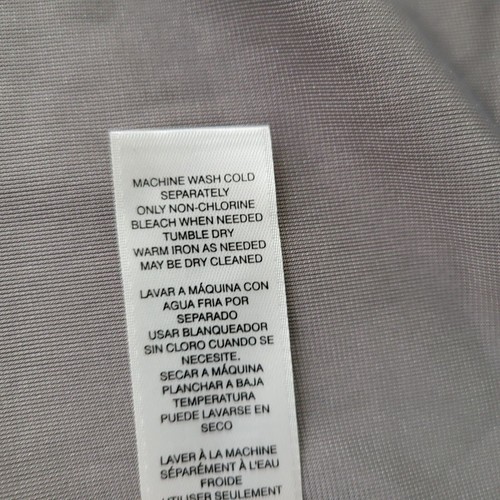 MACHINE WASH COLD
SEPARATELY
ONLY NON-CHLORINE
BLEACH WHEN NEEDED
TUMBLE DRY
WARM IRON AS NEEDED
MAY BE DRY CLEANED
LAVAR A MÁQUINA CON
AGUA FRIA POR
SEPARADO
USAR BLANQUEADOR
SIN CLORO CUANDO SE
NECESITE.
SECAR A MÁQUINA
PLANCHAR A BAJA
TEMPERATURA
PUEDE LAVARSE EN
SECO
LAVER À LA MACHINE
SÉPARÉMENT À L'EAU
FROIDE
UTILISER SEULEMENT